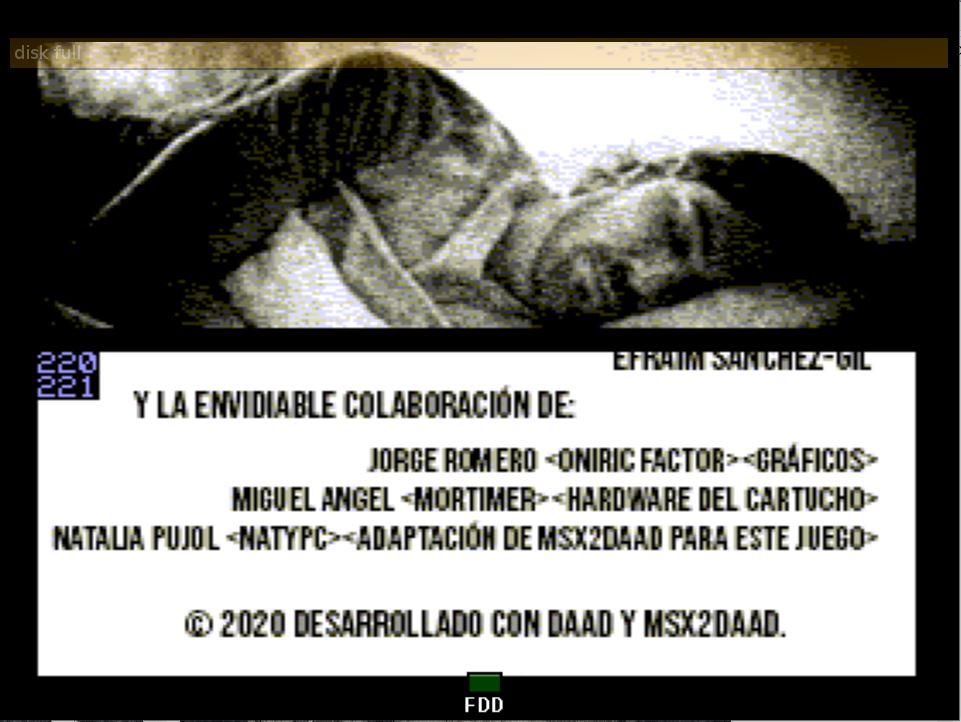 disk full
220
221
EFRAIM SANCHEZ-GIL
Y LA ENVIDIABLE COLABORACIÓN DE:
JORGE ROMERO <ONIRIC FACTOR><GRÁFICOS>
MIGUEL ANGEL <MORTIMER><HARDWARE DEL CARTUCHO>
NATALIA PUJOL <NATYPC><ADAPTACIÓN DE MSX2DAAD PARA ESTE JUEGO>
© 2020 DESARROLLADO CON DAAD Y MSX2DAAD.
FDD